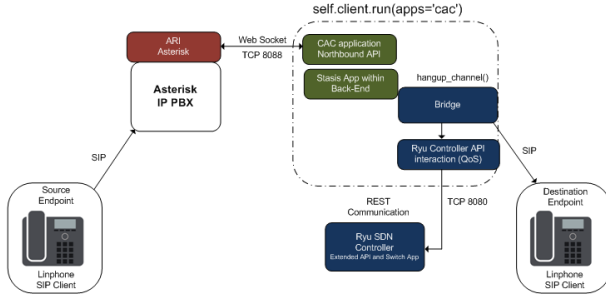 self.client.run(apps='cac')
ARI
Asterisk
Web Socket
TCP 8088
CAC application
Northbound API
Asterisk
IP PBX
Stasis App within
Back-End
hangup_channel()
Bridge
SIP
Ryu Controller API
interaction (QoS)
SIP
Source
Endpoint
Linphone
SIP Client
REST
Communication
TCP 8080
Ryu SDN
Controller
Extended API and Switch App
Destination
Endpoint
Linphone
SIP Client